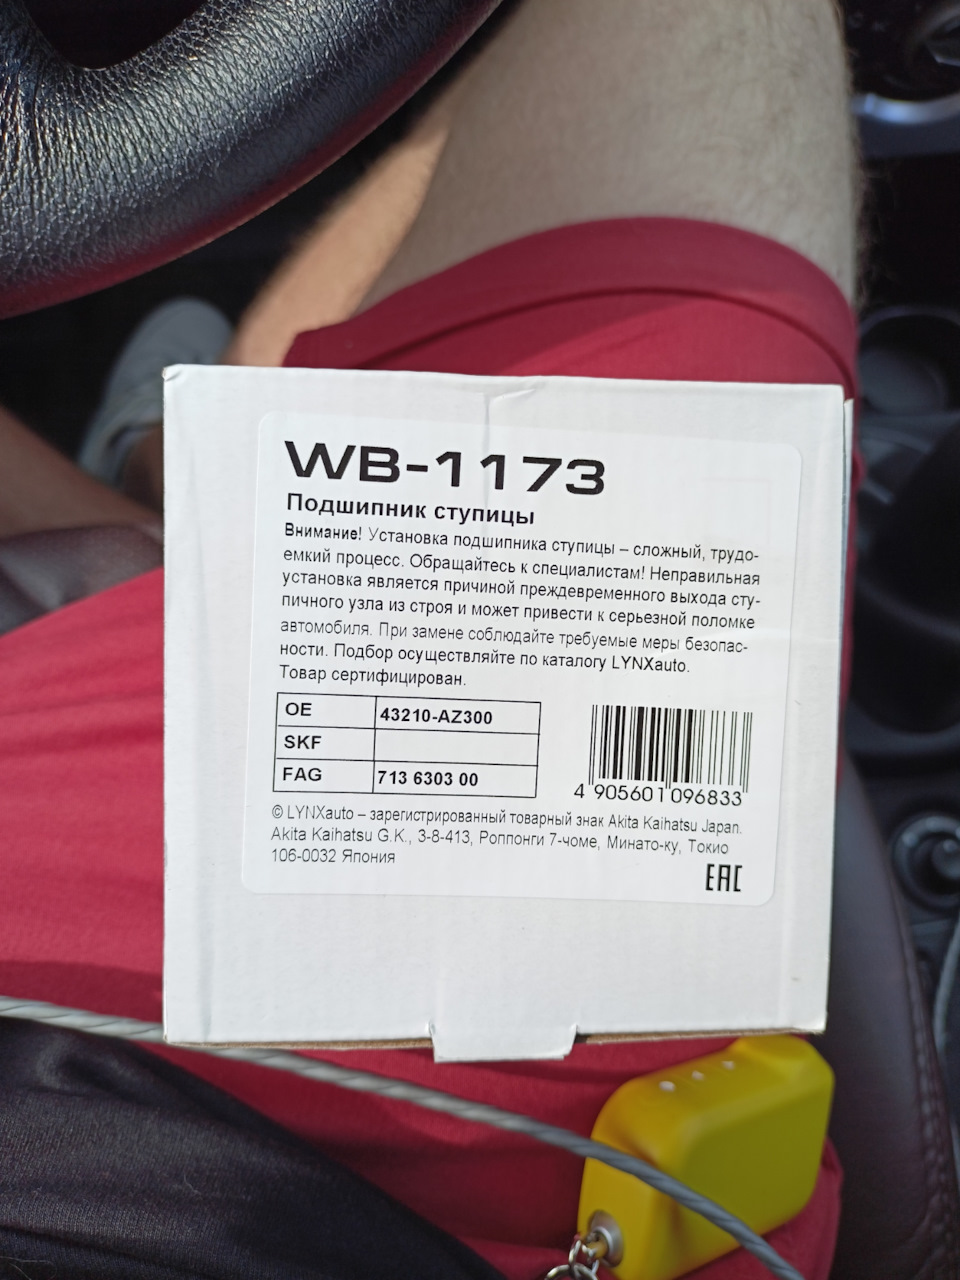 WB-1173
Подшипник ступицы
Внимание! Установка подшипника ступицы – сложный, трудо-
емкий процесс. Обращайтесь к специалистам! Неправильная
установка является причиной преждевременного выхода сту-
пичного узла из строя и может привести к серьезной поломке
автомобиля. При замене соблюдайте требуемые меры безопас-
ности. Подбор осуществляйте по каталогу LYNXauto.
Товар сертифицирован.
OE 43210-AZ300
SKF
FAG 713 6303 00
4 905601 096833
© LYNXauto – зарегистрированный товарный знак Akita Kaihatsu Japan.
Akita Kaihatsu G.K., 3-8-413, Роппонги 7-чоме, Минато-ку, Токио
106-0032 Япония
EAC